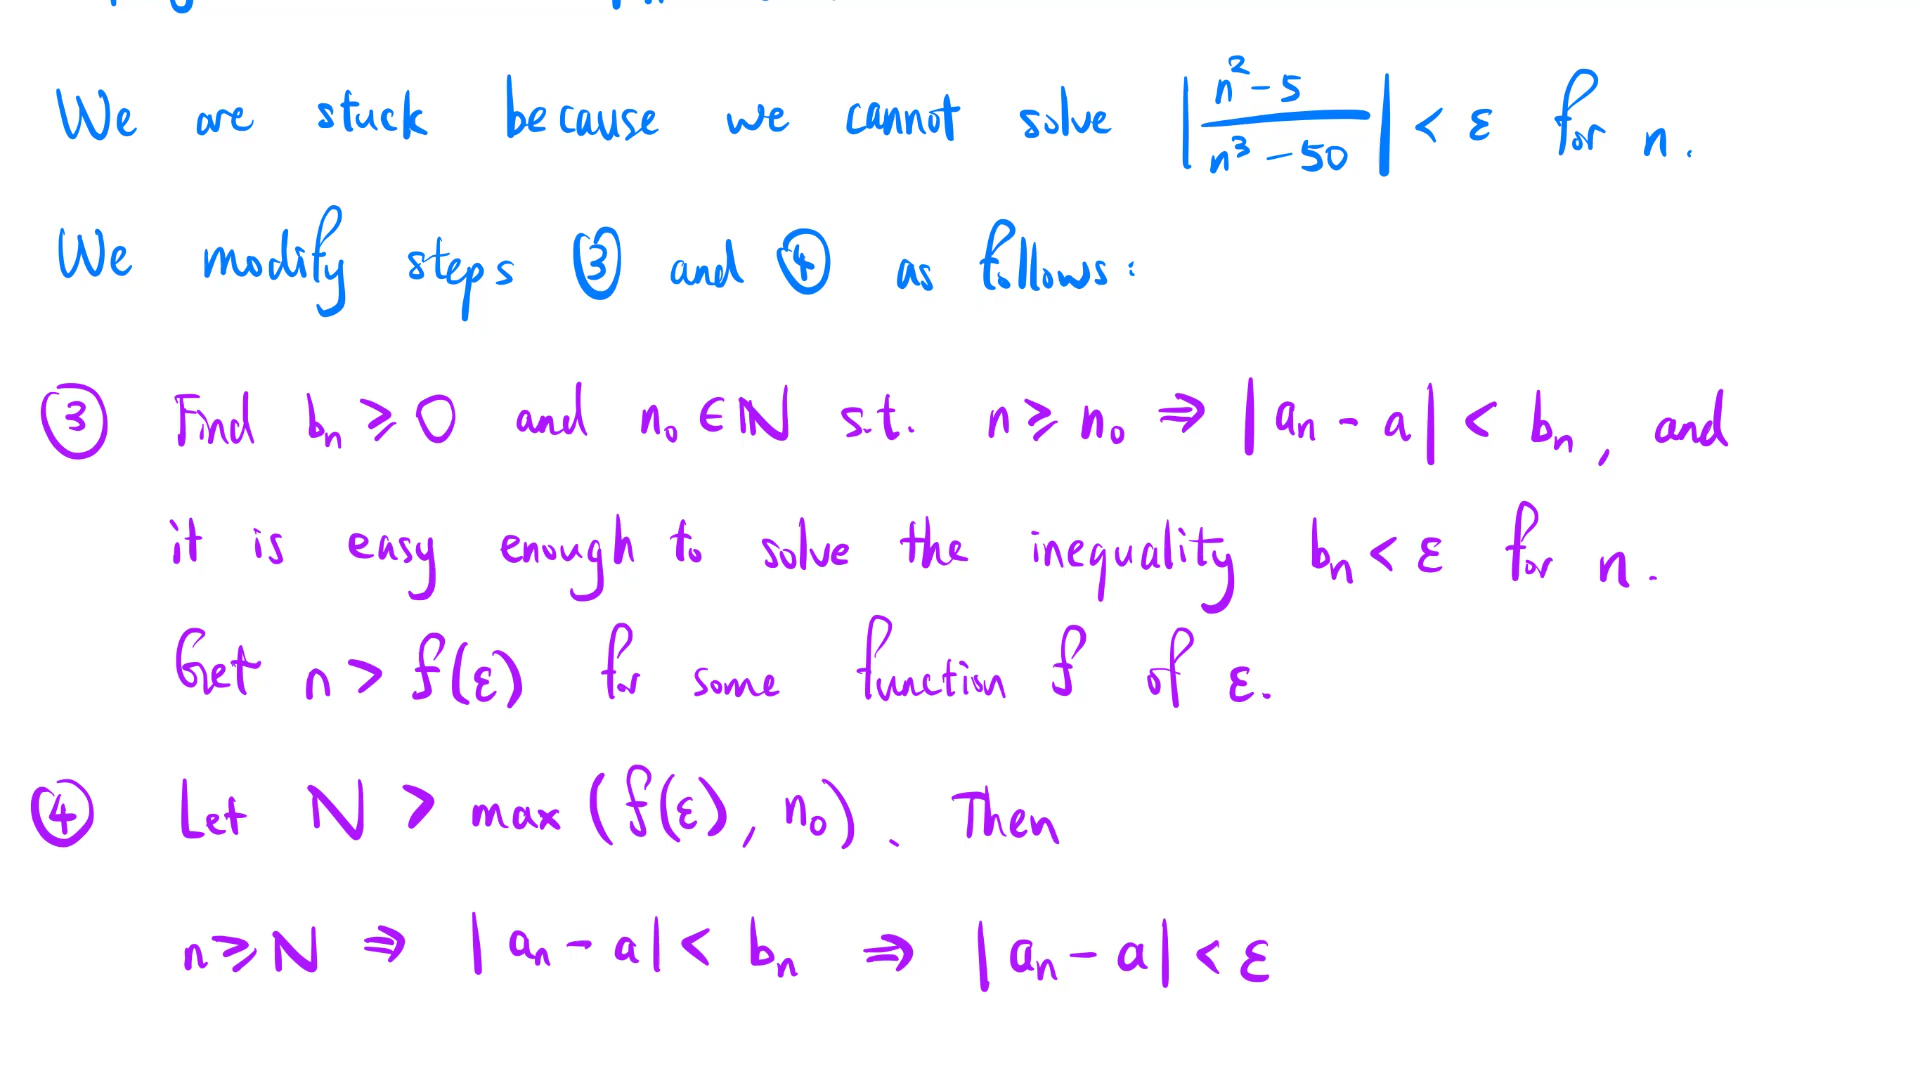 We are stuck because we cannot solve |n²-5 / n³-50| < ε for n.
We modify steps ③ and ④ as follows:
③ Find bₙ ⩾ 0 and n₀ ∈ ℕ s.t. n ⩾ n₀ ⇒ |aₙ - a| < bₙ, and
it is easy enough to solve the inequality bₙ < ε for n.
Get n > f(ε) for some function f of ε.
④ Let N > max (f(ε), n₀). Then
n ⩾ N ⇒ |aₙ - a| < bₙ ⇒ |aₙ - a| < ε